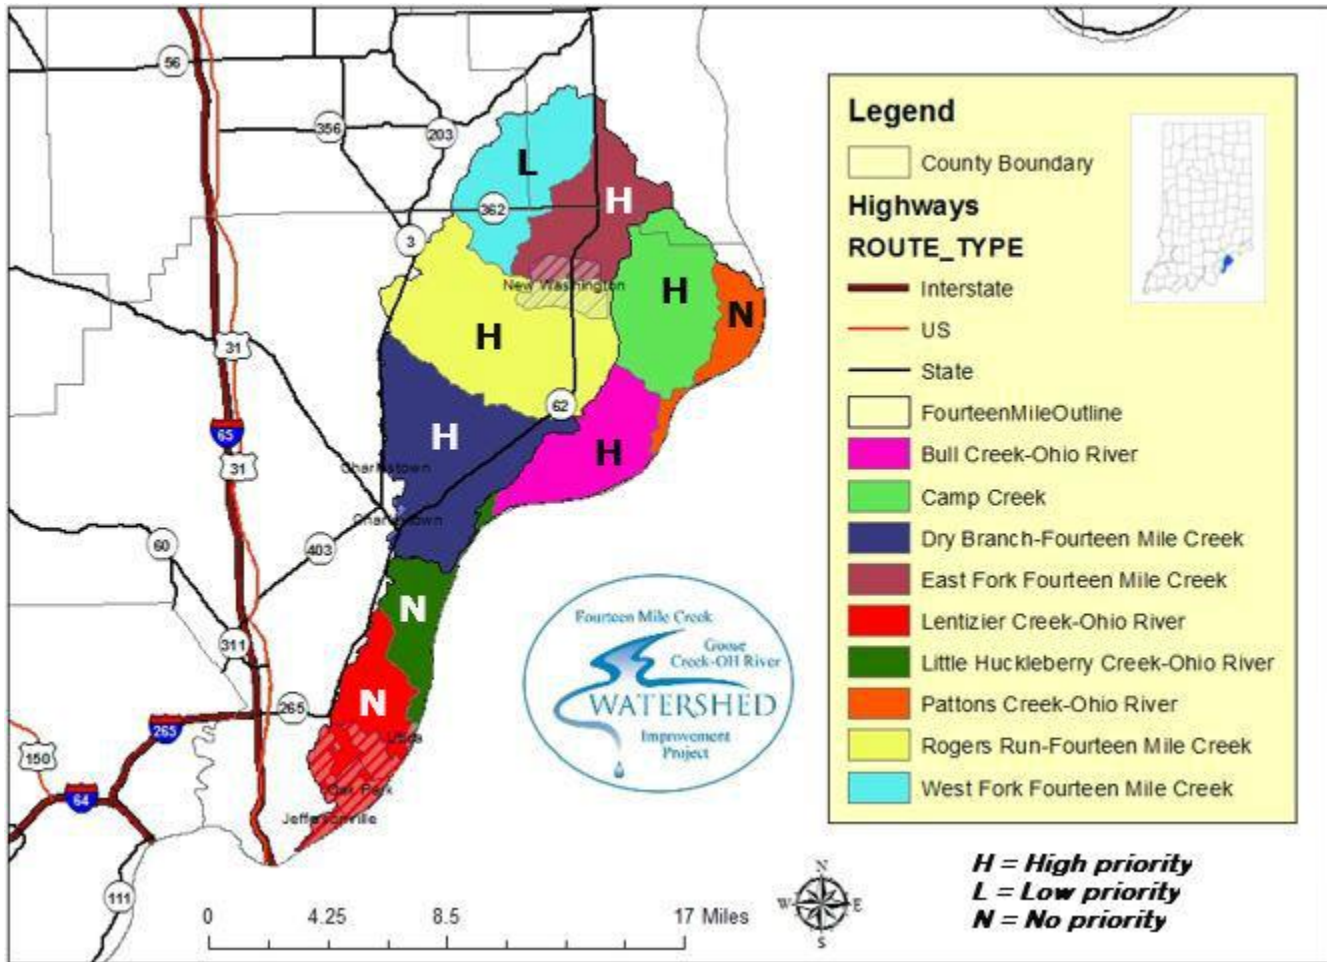 56
356
203
L
362
H
3
New Washington
H
N
31
H
62
65
H
H
31
Charlestown
Charlestown
60
403
N
311
N
265
265
Utica
150
64
Oak Park
Jeffersonville
111
Fourteen Mile Creek
Goose
Creek-OH River
WATERSHED
Improvement
Project
0 4.25 8.5 17 Miles
N
W E
S
Legend
County Boundary
Highways
ROUTE_TYPE
Interstate
US
State
FourteenMileOutline
Bull Creek-Ohio River
Camp Creek
Dry Branch-Fourteen Mile Creek
East Fork Fourteen Mile Creek
Lentizier Creek-Ohio River
Little Huckleberry Creek-Ohio River
Pattons Creek-Ohio River
Rogers Run-Fourteen Mile Creek
West Fork Fourteen Mile Creek
H = High priority
L = Low priority
N = No priority